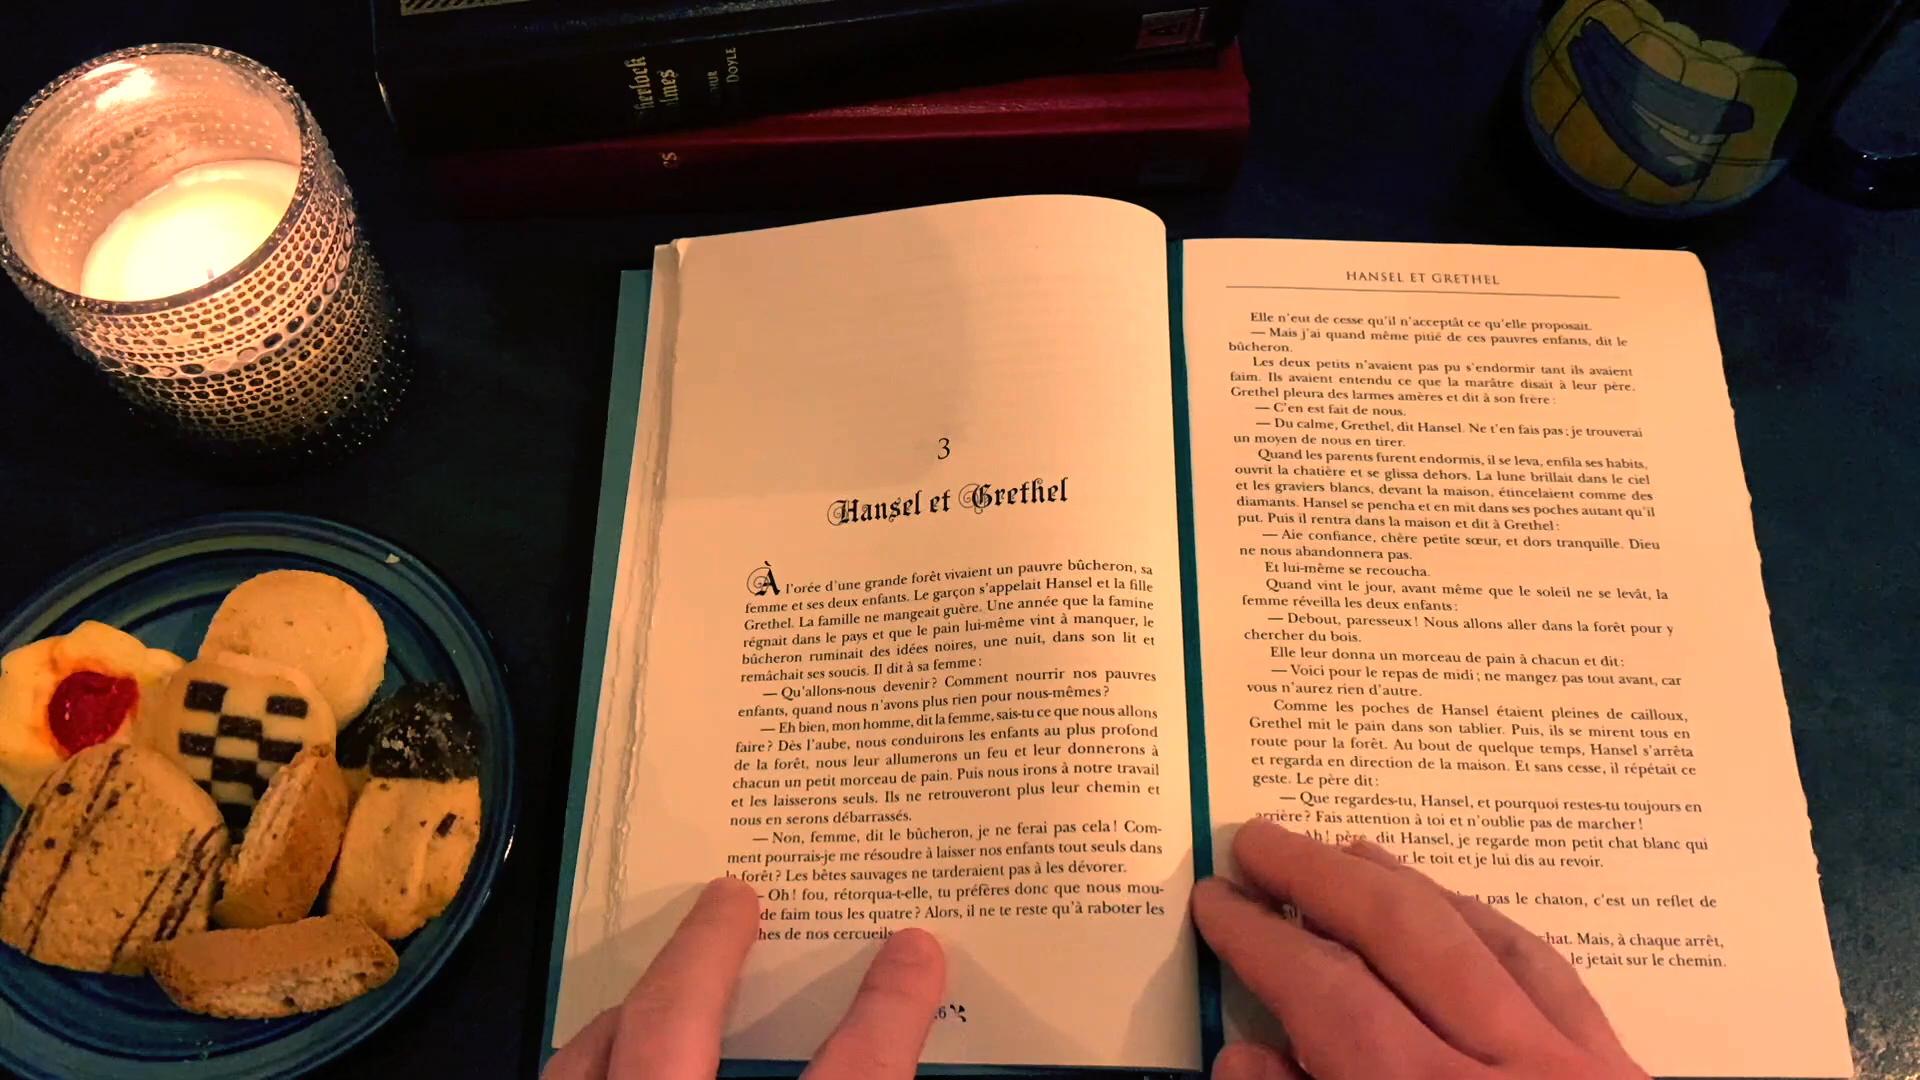 herlock
lmes
UR
DOYLE
S
3
Hansel et Grethel
À l'orée d'une grande forêt vivaient un pauvre bûcheron, sa
femme et ses deux enfants. Le garçon s'appelait Hansel et la fille
Grethel. La famille ne mangeait guère. Une année que la famine
régnait dans le pays et que le pain lui-même vint à manquer, le
bûcheron ruminait des idées noires, une nuit, dans son lit et
remâchait ses soucis. Il dit à sa femme :
— Qu'allons-nous devenir ? Comment nourrir nos pauvres
enfants, quand nous n'avons plus rien pour nous-mêmes ?
— Eh bien, mon homme, dit la femme, sais-tu ce que nous allons
faire ? Dès l'aube, nous conduirons les enfants au plus profond
de la forêt, nous leur allumerons un feu et leur donnerons à
chacun un petit morceau de pain. Puis nous irons à notre travail
et les laisserons seuls. Ils ne retrouveront plus leur chemin et
nous en serons débarrassés.
— Non, femme, dit le bûcheron, je ne ferai pas cela ! Com-
ment pourrais-je me résoudre à laisser nos enfants tout seuls dans
la forêt ? Les bêtes sauvages ne tarderaient pas à les dévorer.
— Oh ! fou, rétorqua-t-elle, tu préfères donc que nous mou-
de faim tous les quatre ? Alors, il ne te reste qu'à raboter les
hes de nos cercueils
6
HANSEL ET GRETHEL
Elle n'eut de cesse qu'il n'acceptât ce qu'elle proposait.
— Mais j'ai quand même pitié de ces pauvres enfants, dit le
bûcheron.
Les deux petits n'avaient pas pu s'endormir tant ils avaient
faim. Ils avaient entendu ce que la marâtre disait à leur père.
Grethel pleura des larmes amères et dit à son frère :
— C'en est fait de nous.
— Du calme, Grethel, dit Hansel. Ne t'en fais pas ; je trouverai
un moyen de nous en tirer.
Quand les parents furent endormis, il se leva, enfila ses habits,
ouvrit la chatière et se glissa dehors. La lune brillait dans le ciel
et les graviers blancs, devant la maison, étincelaient comme des
diamants. Hansel se pencha et en mit dans ses poches autant qu'il
put. Puis il rentra dans la maison et dit à Grethel :
— Aie confiance, chère petite sœur, et dors tranquille. Dieu
ne nous abandonnera pas.
Et lui-même se recoucha.
Quand vint le jour, avant même que le soleil ne se levât, la
femme réveilla les deux enfants :
— Debout, paresseux ! Nous allons aller dans la forêt pour y
chercher du bois.
Elle leur donna un morceau de pain à chacun et dit :
— Voici pour le repas de midi ; ne mangez pas tout avant, car
vous n'aurez rien d'autre.
Comme les poches de Hansel étaient pleines de cailloux,
Grethel mit le pain dans son tablier. Puis, ils se mirent tous en
route pour la forêt. Au bout de quelque temps, Hansel s'arrêta
et regarda en direction de la maison. Et sans cesse, il répétait ce
geste. Le père dit :
— Que regardes-tu, Hansel, et pourquoi restes-tu toujours en
arrière ? Fais attention à toi et n'oublie pas de marcher !
Ah ! père, dit Hansel, je regarde mon petit chat blanc qui
ur le toit et je lui dis au revoir.
pas le chaton, c'est un reflet de
chat. Mais, à chaque arrêt,
le jetait sur le chemin.